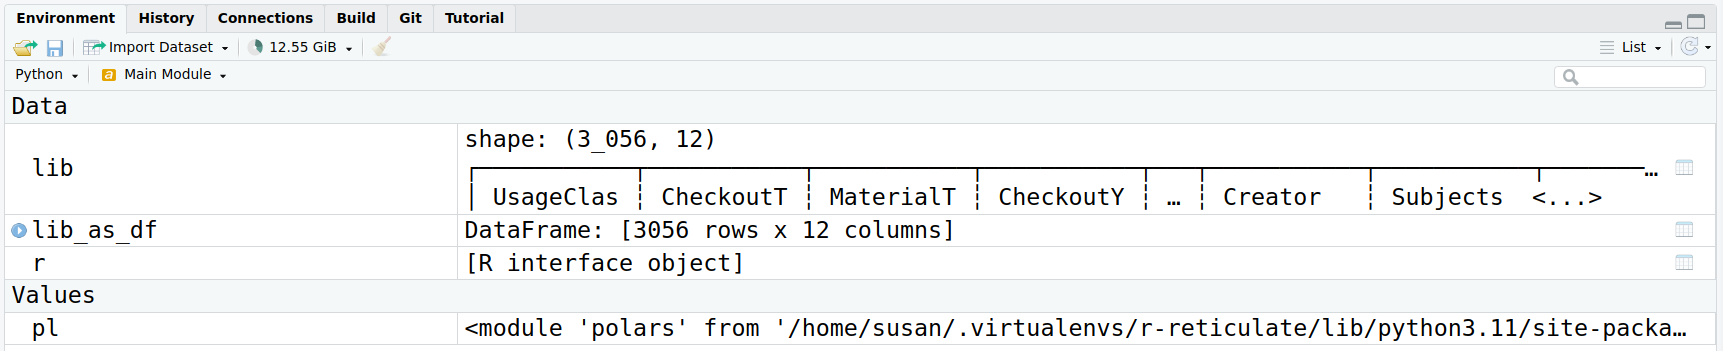 Environment History Connections Build Git Tutorial
Import Dataset 12.55 GiB List
Python a Main Module
Data
lib shape: (3_056, 12)
UsageClas ┆ CheckoutT ┆ MaterialT ┆ CheckoutY ┆ … ┆ Creator ┆ Subjects <...>
lib_as_df DataFrame: [3056 rows x 12 columns]
r [R interface object]
Values
pl <module 'polars' from '/home/susan/.virtualenvs/r-reticulate/lib/python3.11/site-packa…